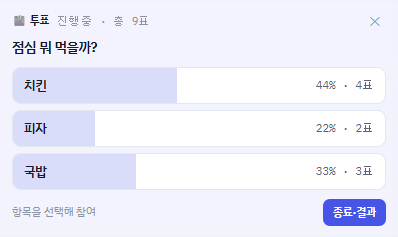 투표 진행 중 · 총 9표
점심 뭐 먹을까?
치킨 44% · 4표
피자 22% · 2표
국밥 33% · 3표
항목을 선택해 참여 종료·결과